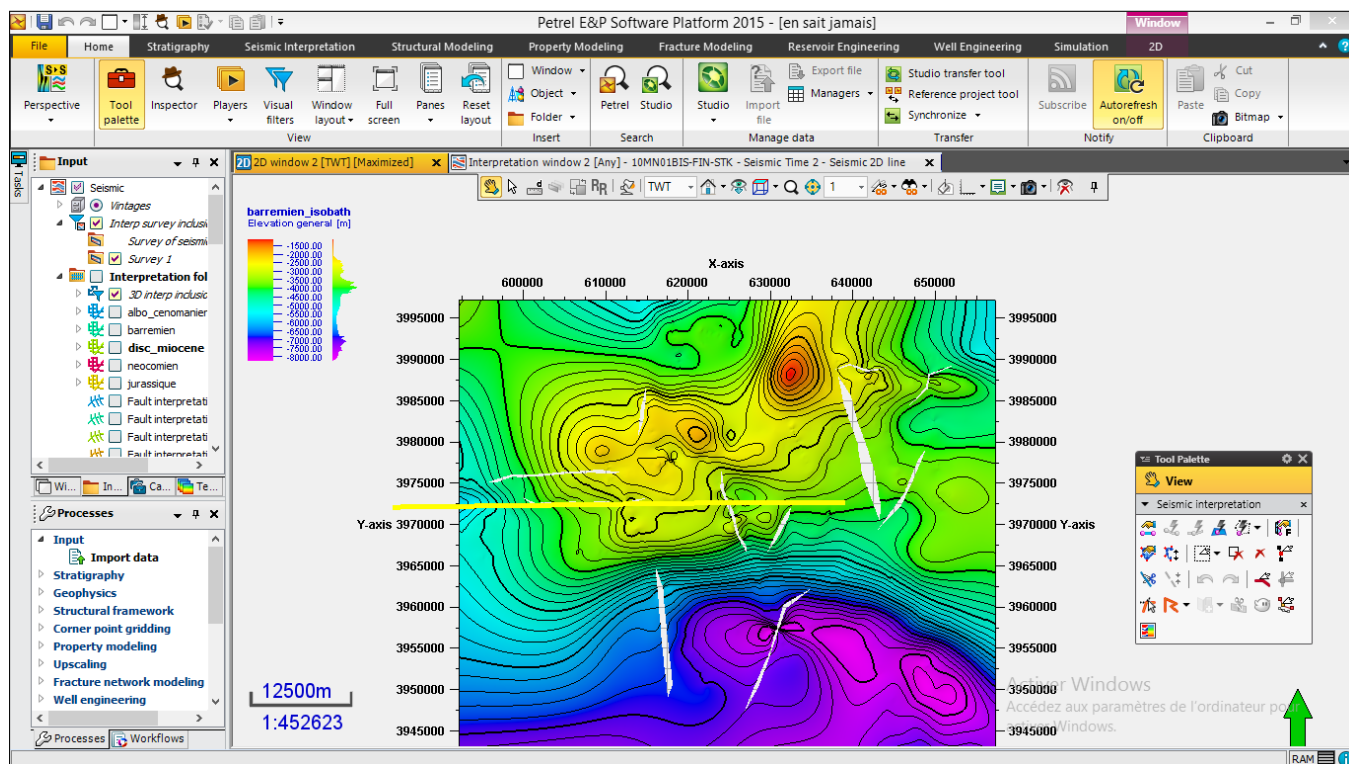 Petrel E&P Software Platform 2015 - [en sait jamais]
Window
File Home Stratigraphy Seismic Interpretation Structural Modeling Property Modeling Fracture Modeling Reservoir Engineering Well Engineering Simulation 2D
Perspective
Tool palette
Inspector
Players
Visual filters
Window layout
Full screen
Panes
Reset layout
View
Window
Object
Folder
Insert
Petrel
Studio
Search
Studio
Import file
Export file
Managers
Manage data
Studio transfer tool
Reference project tool
Synchronize
Transfer
Subscribe
Autorefresh on/off
Notify
Paste
Cut
Copy
Bitmap
Clipboard
Tasks
Input
Seismic
Vintages
Interp survey inclusi
Survey of seismi
Survey 1
Interpretation fol
3D interp inclusic
albo_cenomanier
barremien
disc_miocene
neocomien
jurassique
Fault interpretati
Fault interpretati
Fault interpretati
Wi... In... Ca... Te...
Processes
Input
Import data
Stratigraphy
Geophysics
Structural framework
Corner point gridding
Property modeling
Upscaling
Fracture network modeling
Well engineering
Processes Workflows
2D 2D window 2 [TWT] [Maximized]
Interpretation window 2 [Any] - 10MN01BIS-FIN-STK - Seismic Time 2 - Seismic 2D line
TWT
1
barremien_isobath
Elevation general [m]
-1500.00
-2000.00
-2500.00
-3000.00
-3500.00
-4000.00
-4500.00
-5000.00
-5500.00
-6000.00
-6500.00
-7000.00
-7500.00
-8000.00
X-axis
600000 610000 620000 630000 640000 650000
3995000 3995000
3990000 3990000
3985000 3985000
3980000 3980000
3975000 3975000
Y-axis 3970000 3970000 Y-axis
3965000 3965000
3960000 3960000
3955000 3955000
3950000 3950000
3945000 3945000
12500m
1:452623
Tool Palette
View
Seismic interpretation
Activer Windows
Accédez aux paramètres de l'ordinateur pour
activer Windows.
RAM